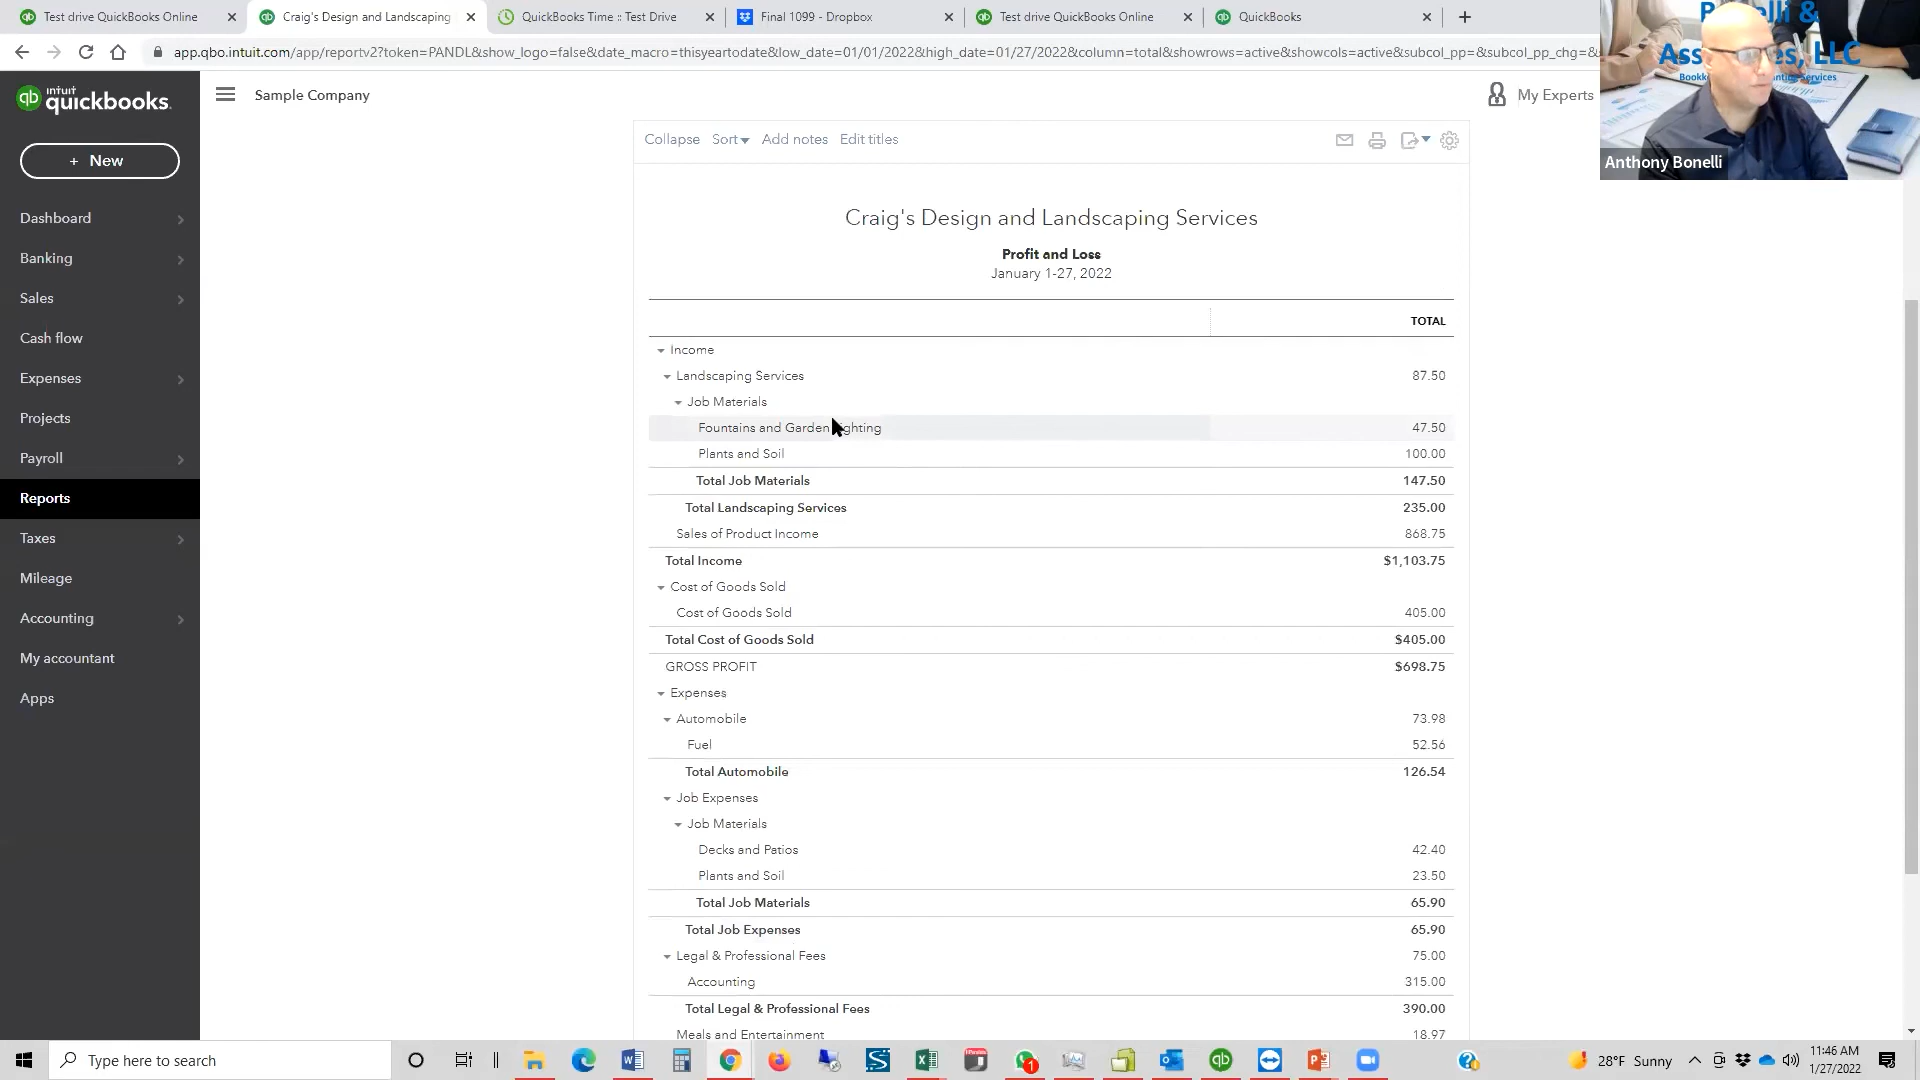 Test drive QuickBooks Online
Craig's Design and Landscaping
QuickBooks Time :: Test Drive
Final 1099 - Dropbox
Test drive QuickBooks Online
QuickBooks
app.qbo.intuit.com/app/reportv2?token=PANDL&show_logo=false&date_macro=thisyeartodate&low_date=01/01/2022&high_date=01/27/2022&column=total&showrows=active&showcols=active&subcol_pp=&subcol_pp_chg=&
intuit
quickbooks.
Sample Company
My Experts
LLC
Anthony Bonelli
+ New
Dashboard
Banking
Sales
Cash flow
Expenses
Projects
Payroll
Reports
Taxes
Mileage
Accounting
My accountant
Apps
Collapse Sort Add notes Edit titles
Craig's Design and Landscaping Services
Profit and Loss
January 1-27, 2022
TOTAL
Income
Landscaping Services 87.50
Job Materials
Fountains and Garden Lighting 47.50
Plants and Soil 100.00
Total Job Materials 147.50
Total Landscaping Services 235.00
Sales of Product Income 868.75
Total Income $1,103.75
Cost of Goods Sold
Cost of Goods Sold 405.00
Total Cost of Goods Sold $405.00
GROSS PROFIT $698.75
Expenses
Automobile 73.98
Fuel 52.56
Total Automobile 126.54
Job Expenses
Job Materials
Decks and Patios 42.40
Plants and Soil 23.50
Total Job Materials 65.90
Total Job Expenses 65.90
Legal & Professional Fees 75.00
Accounting 315.00
Total Legal & Professional Fees 390.00
Meals and Entertainment 18.97
Type here to search
28°F Sunny
11:46 AM
1/27/2022